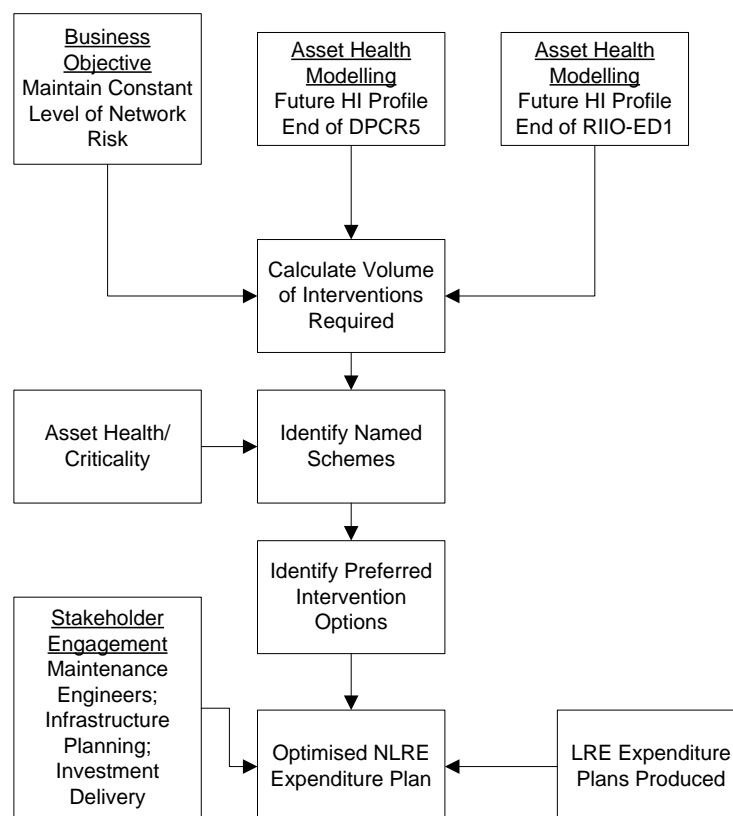 Business
Objective
Maintain Constant
Level of Network
Risk
Asset Health
Modelling
Future HI Profile
End of DPCR5
Asset Health
Modelling
Future HI Profile
End of RIIO-ED1
Calculate Volume
of Interventions
Required
Asset Health/
Criticality
Identify Named
Schemes
Identify Preferred
Intervention
Options
Stakeholder
Engagement
Maintenance
Engineers;
Infrastructure
Planning;
Investment
Delivery
Optimised NLRE
Expenditure Plan
LRE Expenditure
Plans Produced